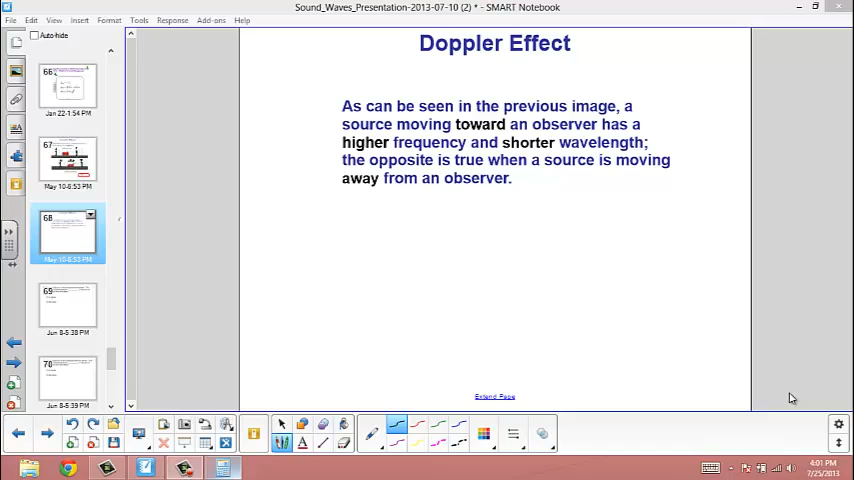 Sound_Waves_Presentation-2013-07-10 (2) * - SMART Notebook
File Edit View Insert Format Tools Response Add-ons Help
Auto-hide
66
Jan 22-1:54 PM
67
May 10-6:53 PM
68
May 10-6:53 PM
69
Jun 8-5:38 PM
70
Jun 8-5:39 PM
Doppler Effect
As can be seen in the previous image, a
source moving toward an observer has a
higher frequency and shorter wavelength;
the opposite is true when a source is moving
away from an observer.
Extend Page
4:01 PM
7/25/2013